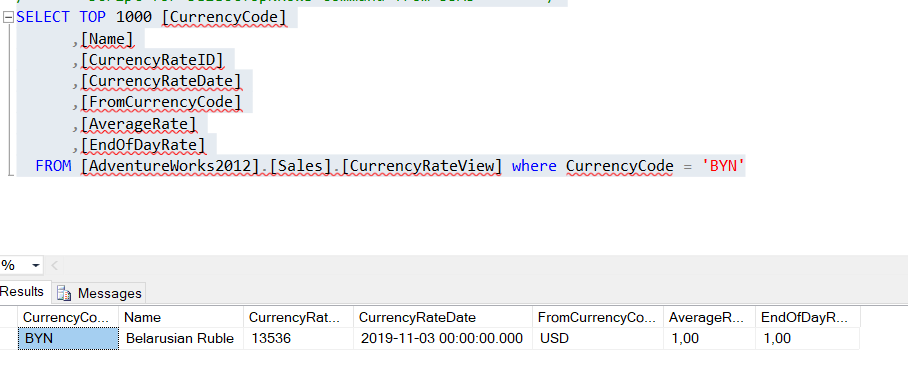 SELECT TOP 1000 [CurrencyCode]
,[Name]
,[CurrencyRateID]
,[CurrencyRateDate]
,[FromCurrencyCode]
,[AverageRate]
,[EndOfDayRate]
FROM [AdventureWorks2012].[Sales].[CurrencyRateView] where CurrencyCode = 'BYN'
%
Results Messages
CurrencyCo... Name CurrencyRat... CurrencyRateDate FromCurrencyCo... AverageR... EndOfDayR...
BYN Belarusian Ruble 13536 2019-11-03 00:00:00.000 USD 1,00 1,00